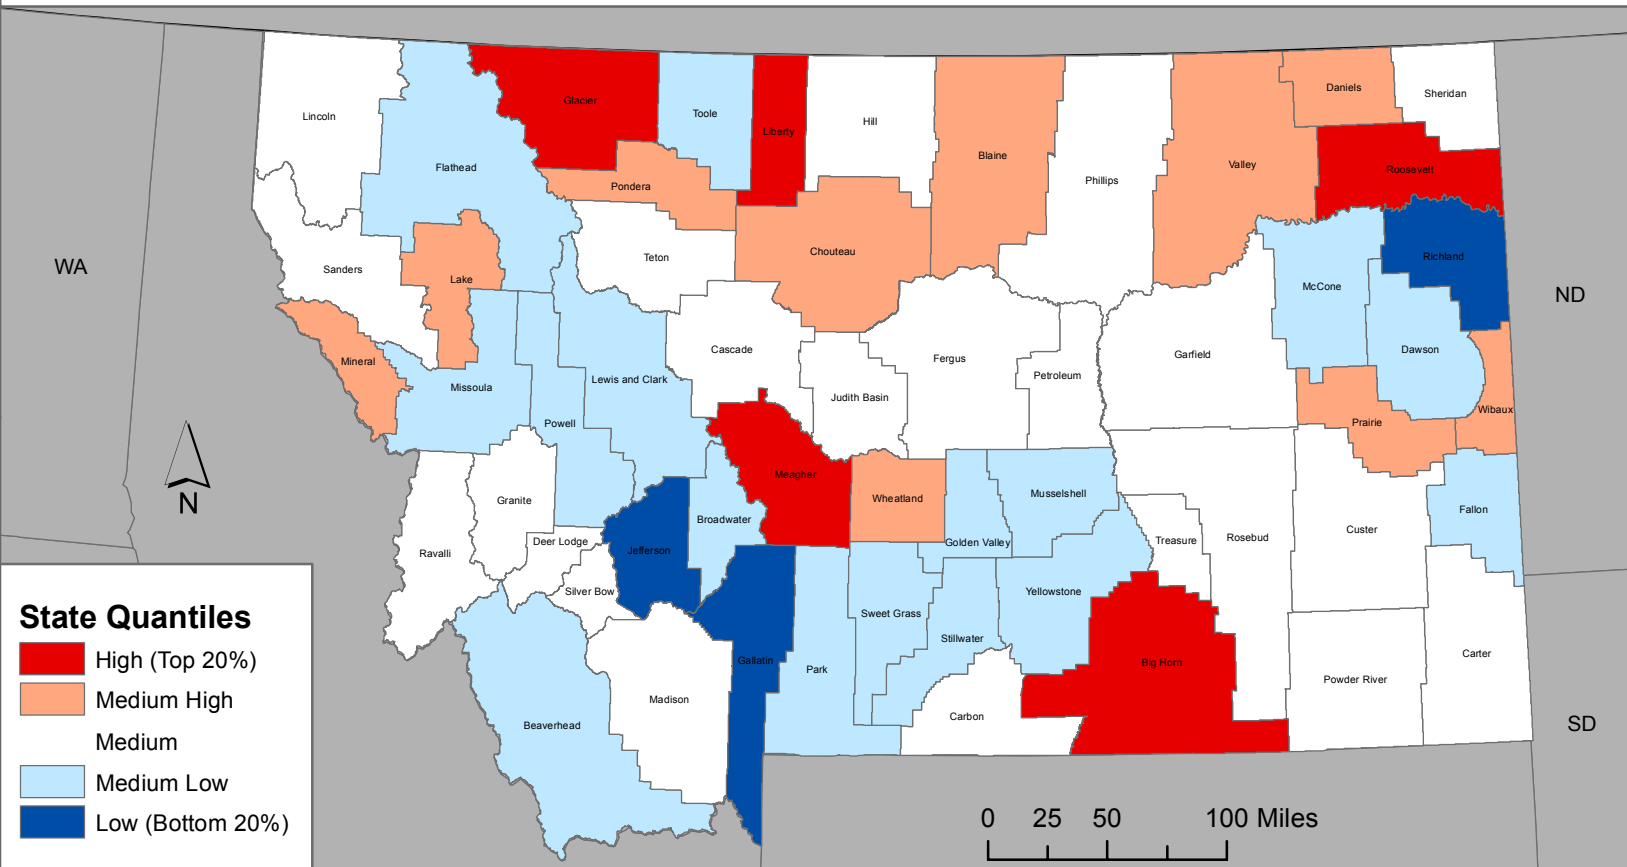 Lincoln
Flathead
Glacier
Toole
Liberty
Hill
Blaine
Phillips
Valley
Daniels
Sheridan
Roosevelt
Pondera
Chouteau
Teton
Sanders
Lake
Richland
McCone
WA
ND
Mineral
Missoula
Powell
Lewis and Clark
Cascade
Judith Basin
Fergus
Petroleum
Garfield
Dawson
Prairie
Wibaux
Meagher
Wheatland
Musselshell
Golden Valley
Broadwater
Granite
Deer Lodge
Ravalli
Silver Bow
Jefferson
Treasure
Rosebud
Custer
Fallon
N
Sweet Grass
Stillwater
Yellowstone
Big Horn
Gallatin
Park
Madison
Beaverhead
Carbon
Powder River
Carter
SD
State Quantiles
High (Top 20%)
Medium High
Medium
Medium Low
Low (Bottom 20%)
0 25 50 100 Miles